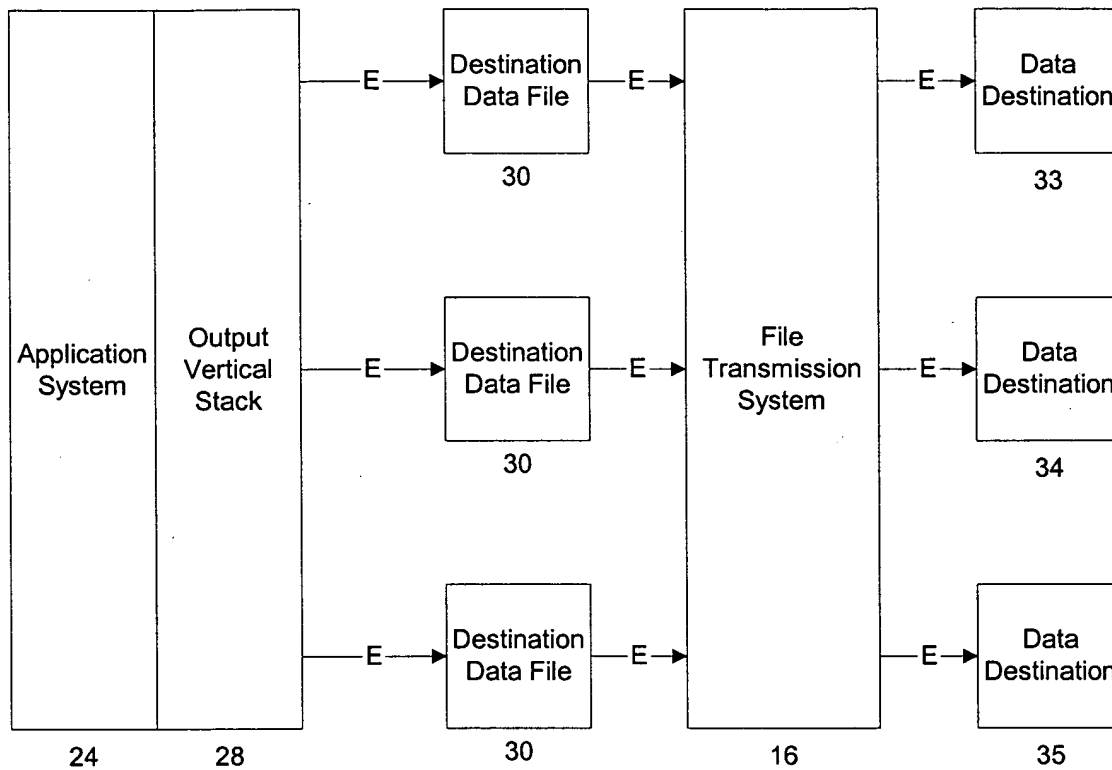 E
Destination
Data File
E
E
Data
Destination
30
33
Application
System
Output
Vertical
Stack
E
Destination
Data File
E
File
Transmission
System
E
Data
Destination
30
34
E
Destination
Data File
E
E
Data
Destination
24
28
30
16
35